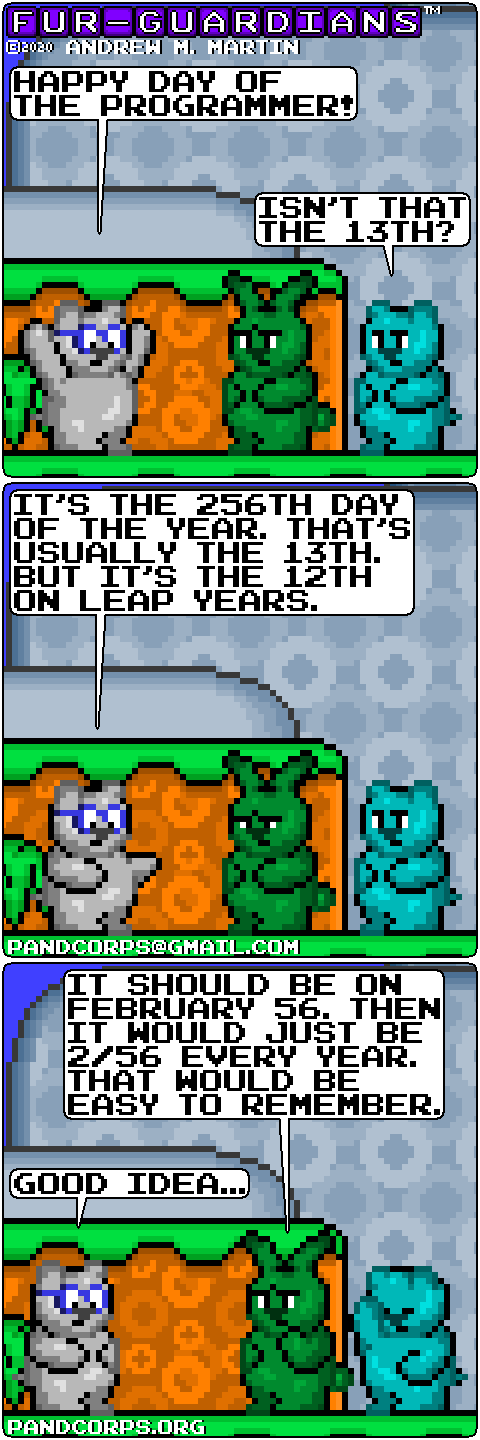 FUR-GUARDIANS™
©2020 ANDREW M. MARTIN
HAPPY DAY OF
THE PROGRAMMER!
ISN'T THAT
THE 13TH?
IT'S THE 256TH DAY
OF THE YEAR. THAT'S
USUALLY THE 13TH.
BUT IT'S THE 12TH
ON LEAP YEARS.
PANDCORPS@GMAIL.COM
IT SHOULD BE ON
FEBRUARY 56. THEN
IT WOULD JUST BE
2/56 EVERY YEAR.
THAT WOULD BE
EASY TO REMEMBER.
GOOD IDEA...
PANDCORPS.ORG